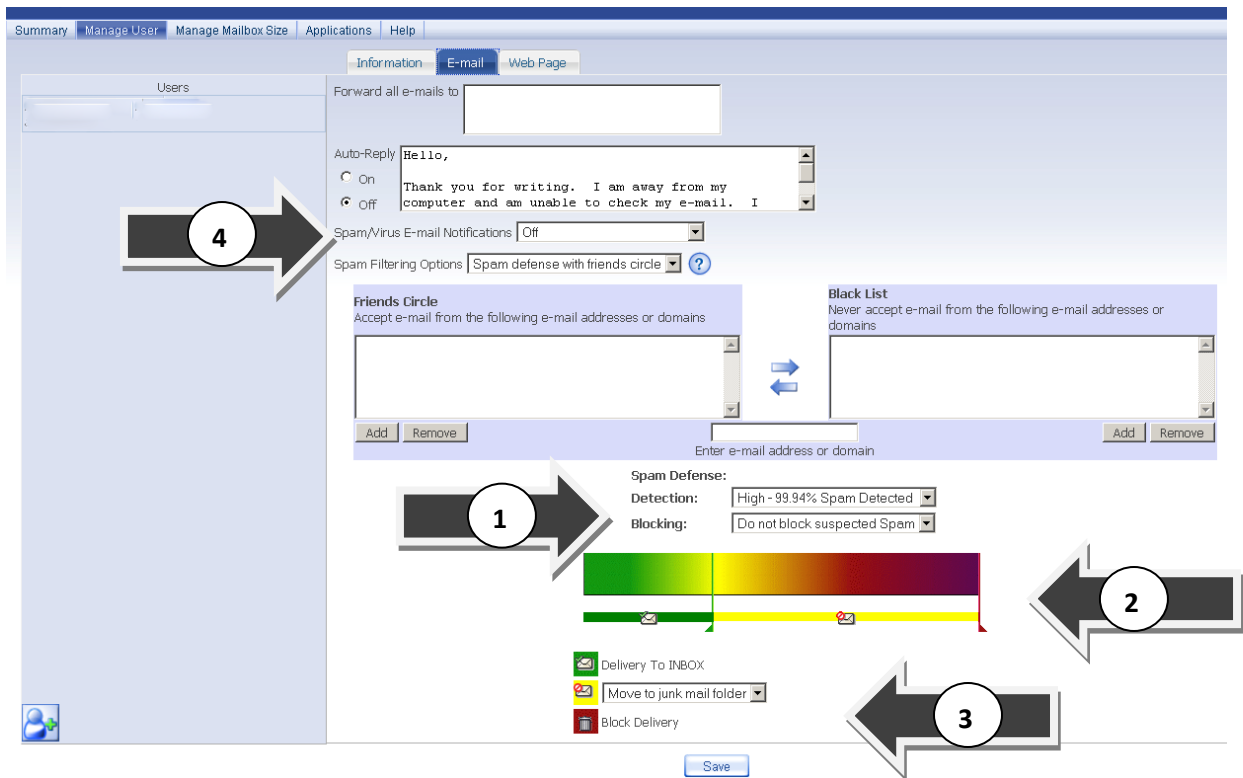 Summary Manage User Manage Mailbox Size Applications Help
Information E-mail Web Page
Users
Forward all e-mails to
Auto-Reply
On
Off
Hello,
Thank you for writing.  I am away from my
computer and am unable to check my e-mail.  I
4
Spam/Virus E-mail Notifications Off
Spam Filtering Options Spam defense with friends circle ?
Friends Circle
Accept e-mail from the following e-mail addresses or domains
Black List
Never accept e-mail from the following e-mail addresses or
domains
Add Remove
Enter e-mail address or domain
Add Remove
Spam Defense:
1
Detection: High - 99.94% Spam Detected
Blocking: Do not block suspected Spam
2
Delivery To INBOX
Move to junk mail folder
Block Delivery
3
Save